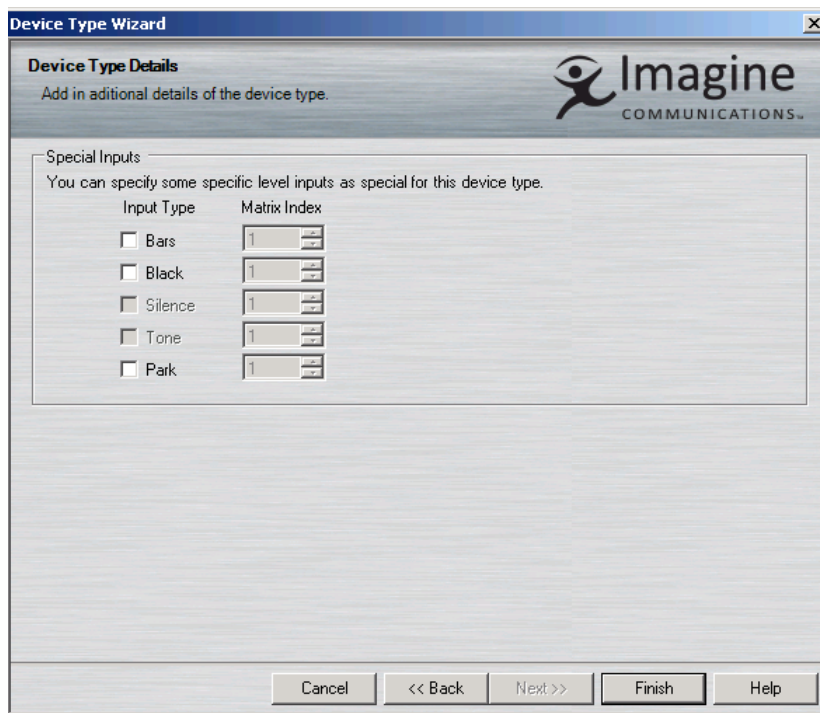 Device Type Wizard
Device Type Details
Add in aditional details of the device type.
Imagine
COMMUNICATIONS™
Special Inputs
You can specify some specific level inputs as special for this device type.
Input Type Matrix Index
Bars 1
Black 1
Silence 1
Tone 1
Park 1
Cancel << Back Next >> Finish Help